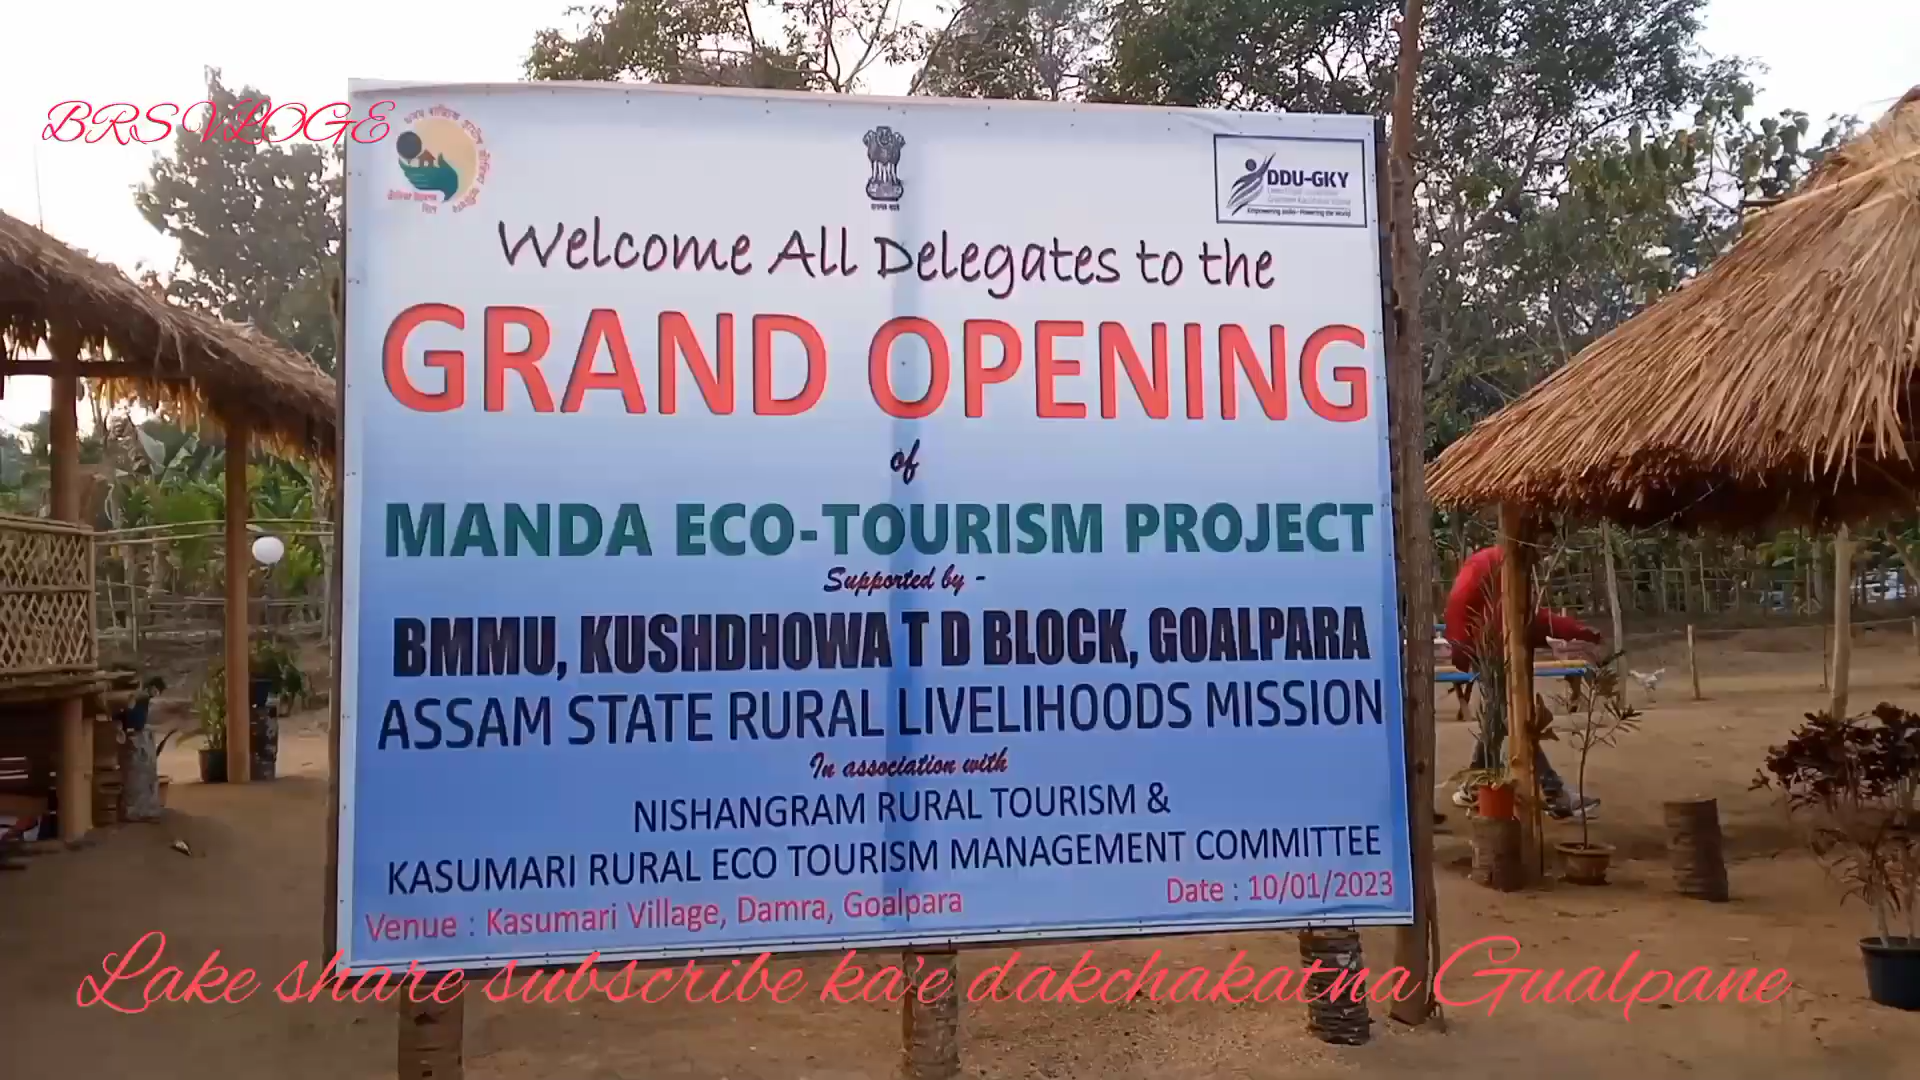 BRS VLOGE
DDU-GKY
Welcome All Delegates to the
GRAND OPENING
of
MANDA ECO-TOURISM PROJECT
Supported by -
BMMU, KUSHDHOWA T D BLOCK, GOALPARA
ASSAM STATE RURAL LIVELIHOODS MISSION
In association with
NISHANGRAM RURAL TOURISM &
KASUMARI RURAL ECO TOURISM MANAGEMENT COMMITTEE
Venue : Kasumari Village, Damra, Goalpara
Date : 10/01/2023
Lake share subscribe ka'e dakchakatna Gualpane